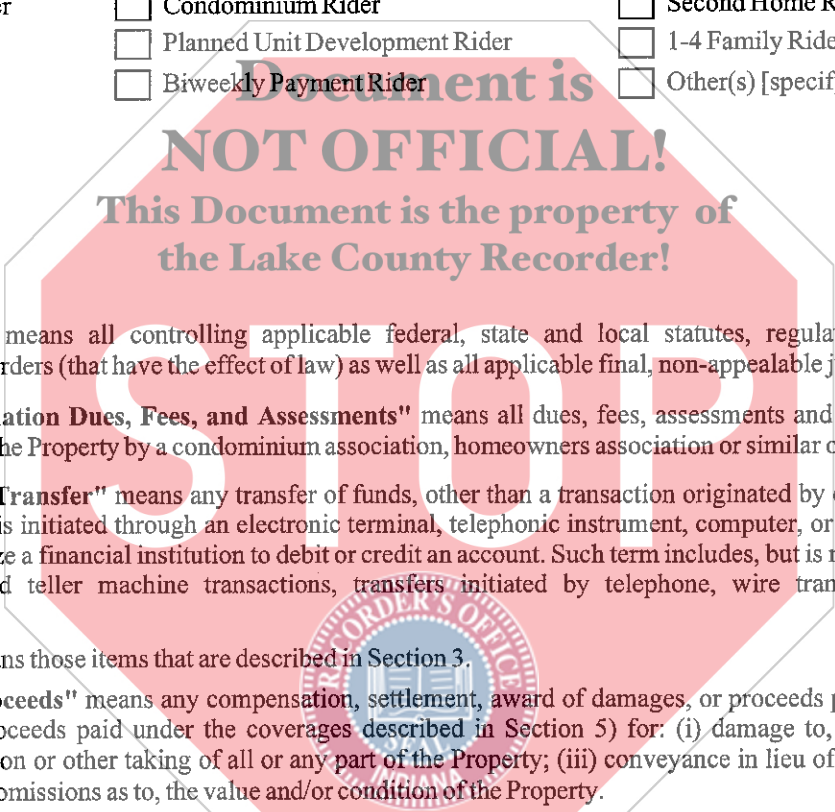 er Condominium Rider Second Home R
Planned Unit Development Rider 1-4 Family Ride
Biweekly Payment Rider Other(s) [specif
Document is
NOT OFFICIAL!
This Document is the property of
the Lake County Recorder!
STOP
means all controlling applicable federal, state and local statutes, regula
rders (that have the effect of law) as well as all applicable final, non-appealable j
ation Dues, Fees, and Assessments" means all dues, fees, assessments and
he Property by a condominium association, homeowners association or similar o
Transfer" means any transfer of funds, other than a transaction originated by
is initiated through an electronic terminal, telephonic instrument, computer, or
ze a financial institution to debit or credit an account. Such term includes, but is
d teller machine transactions, transfers initiated by telephone, wire tran
ns those items that are described in Section 3.
ceeds" means any compensation, settlement, award of damages, or proceeds p
oceeds paid under the coverages described in Section 5) for: (i) damage to,
on or other taking of all or any part of the Property; (iii) conveyance in lieu of
omissions as to, the value and/or condition of the Property.
RECORDER'S OFFICE
SEAL
INDIANA